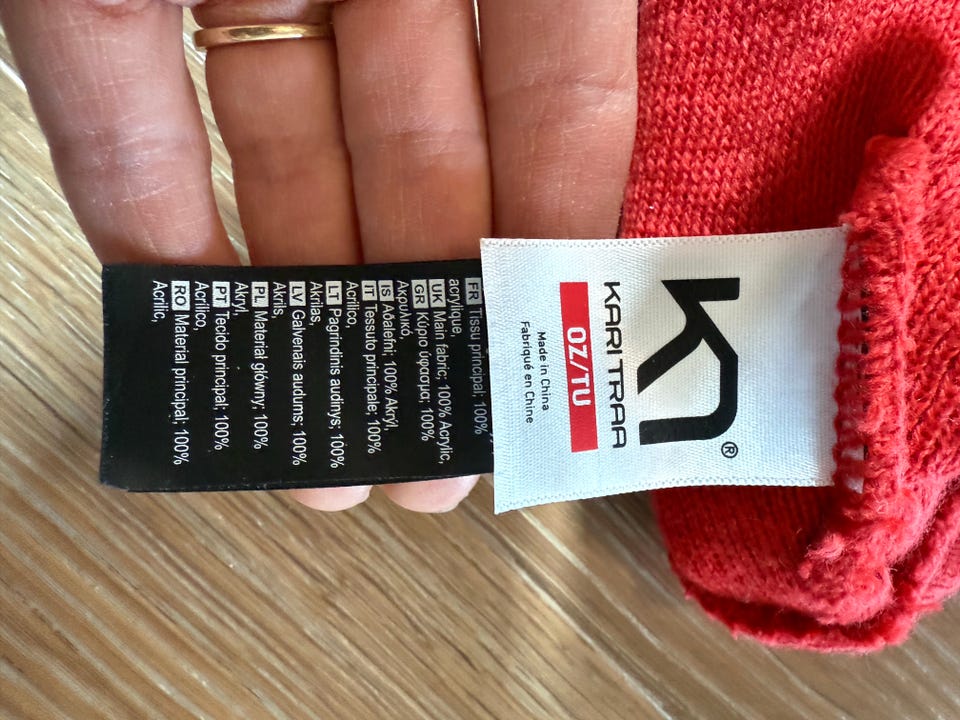 KARI TRAA
®
OZ/TU
Made in China
Fabriqué en Chine
FR Tissu principal; 100%
acrylique,
UK Main fabric; 100% Acrylic,
GR Κύριο ύφασμα; 100%
Ακρυλικό,
IS Aðalefni; 100% Akryl,
IT Tessuto principale; 100%
Acrilico,
LT Pagrindinis audinys; 100%
Akrilas,
LV Galvenais audums; 100%
Akrils,
PL Materiał główny; 100%
Akryl,
PT Tecido principal; 100%
Acrílico,
RO Material principal; 100%
Acrilic,